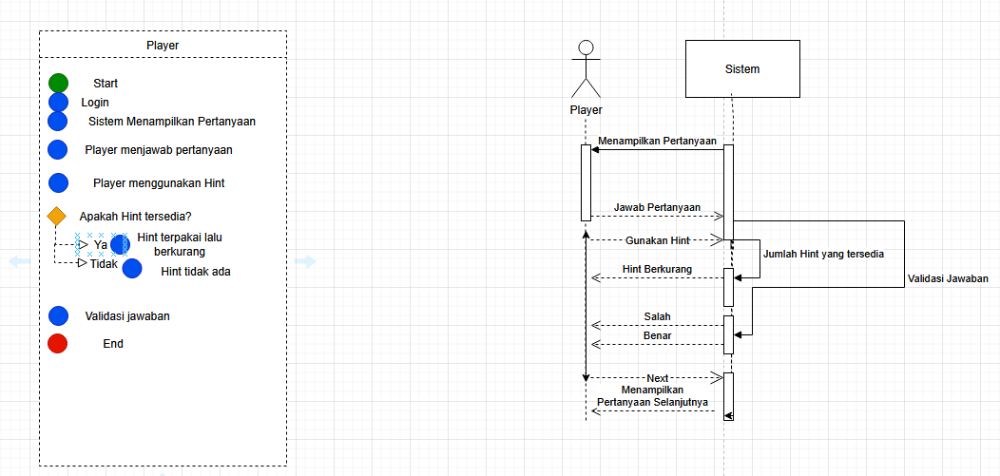 Player
Start
Login
Sistem Menampilkan Pertanyaan
Player menjawab pertanyaan
Player menggunakan Hint
Apakah Hint tersedia?
Ya
Hint terpakai lalu
berkurang
Tidak
Hint tidak ada
Validasi jawaban
End
Sistem
Player
Menampilkan Pertanyaan
Jawab Pertanyaan
Gunakan Hint
Jumlah Hint yang tersedia
Hint Berkurang
Validasi Jawaban
Salah
Benar
Next
Menampilkan
Pertanyaan Selanjutnya